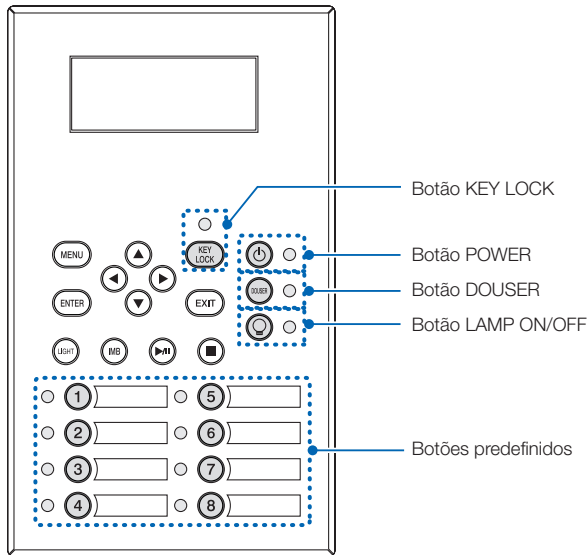 Botão KEY LOCK
MENU
KEY
LOCK
Botão POWER
DOUSER
Botão DOUSER
ENTER
EXIT
Botão LAMP ON/OFF
LIGHT
IMB
1
5
2
6
Botões predefinidos
3
7
4
8